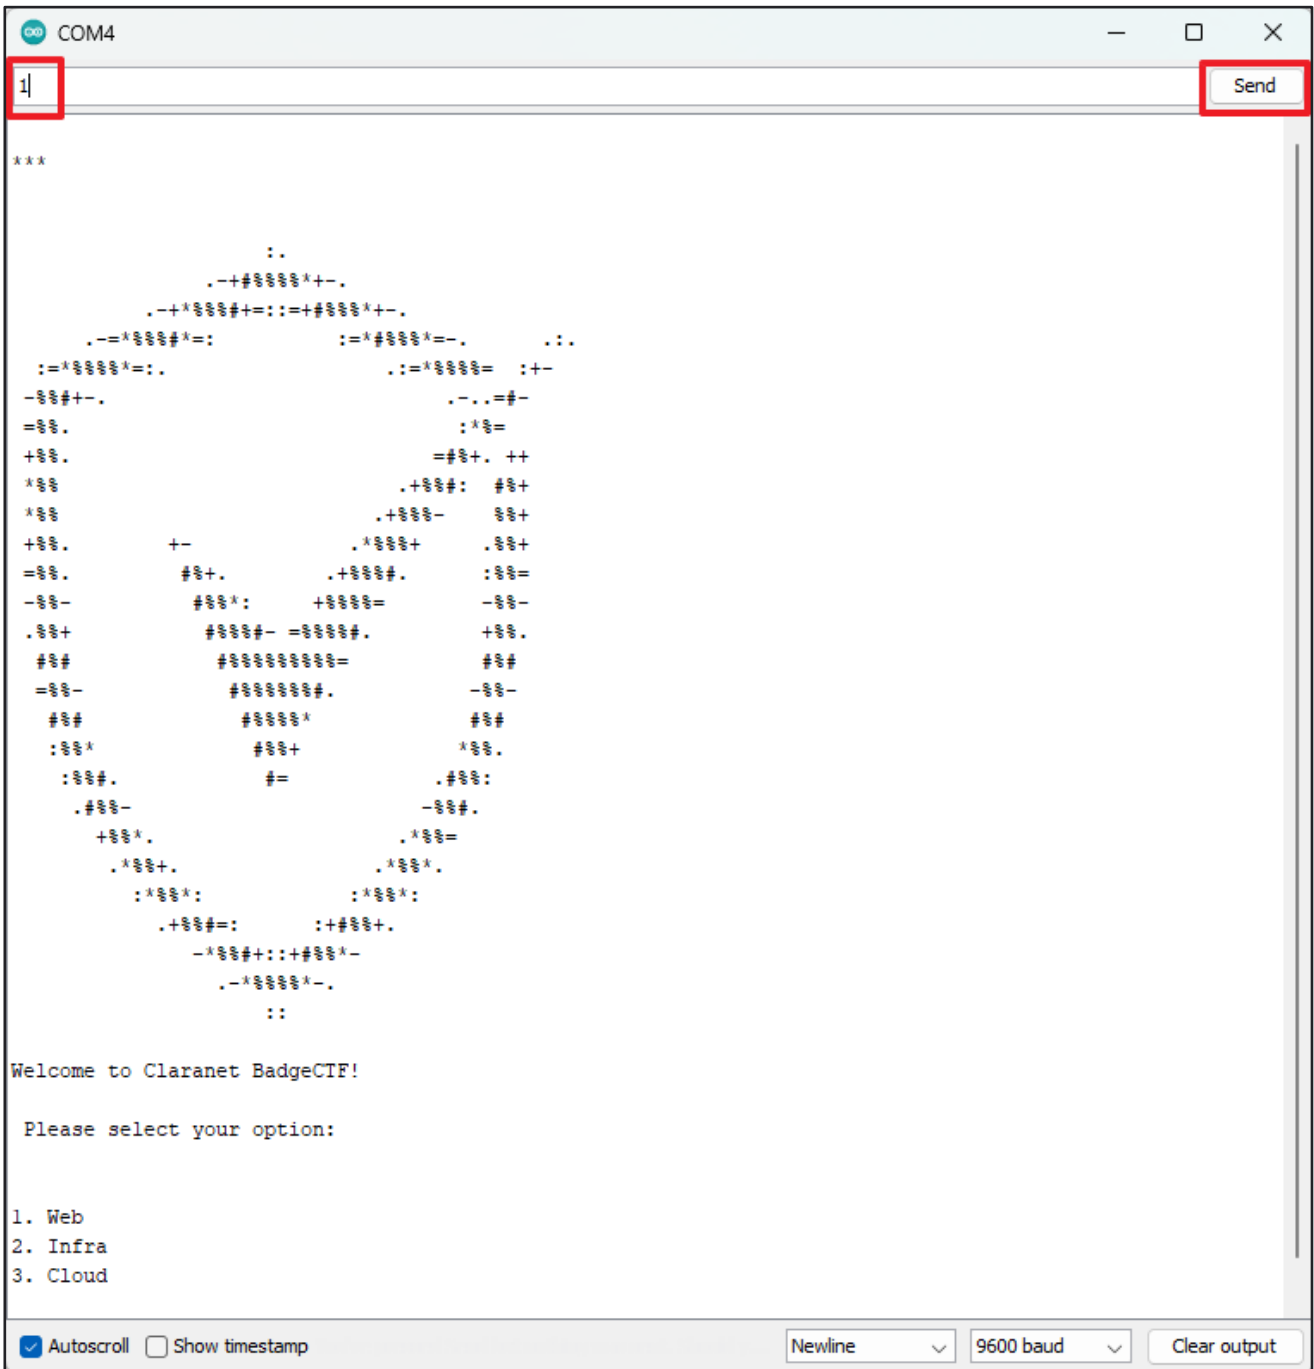 COM4
1
Send
***
:.
.-+#%%%%*+-.
.-+*%%%#+=::=+#%%%*+-.
.-=*%%%#*=:          :=*#%%%*=-.      .:.
:=*%%%%*=:.                  .:=*%%%%=  :+-
-%%#+-.                            .-..=#-
=%%.                                :*%=
+%%.                              =#%+. ++
*%%                            .+%%#:  #%+
*%%                          .+%%%-    %%+
+%%.        +-             .*%%%+     .%%+
=%%.         #%+.        .+%%%#.      :%%=
-%%-          #%%*:     +%%%%=        -%%-
.%%+           #%%%#- =%%%%#.         +%%.
#%#            #%%%%%%%%%=           #%#
=%%-            #%%%%%%#.           -%%-
#%#             #%%%%*             #%#
:%%*             #%%+             *%%.
:%%#.            #=            .#%%:
.#%%-                        -%%#.
+%%*.                    .*%%=
.*%%+.                .*%%*.
:*%%*:            :*%%*:
.+%%#=:      :+#%%+.
-*%%#+::+#%%*-
.-*%%%%*-.
::
Welcome to Claranet BadgeCTF!
Please select your option:
1. Web
2. Infra
3. Cloud
Autoscroll Show timestamp Newline 9600 baud Clear output